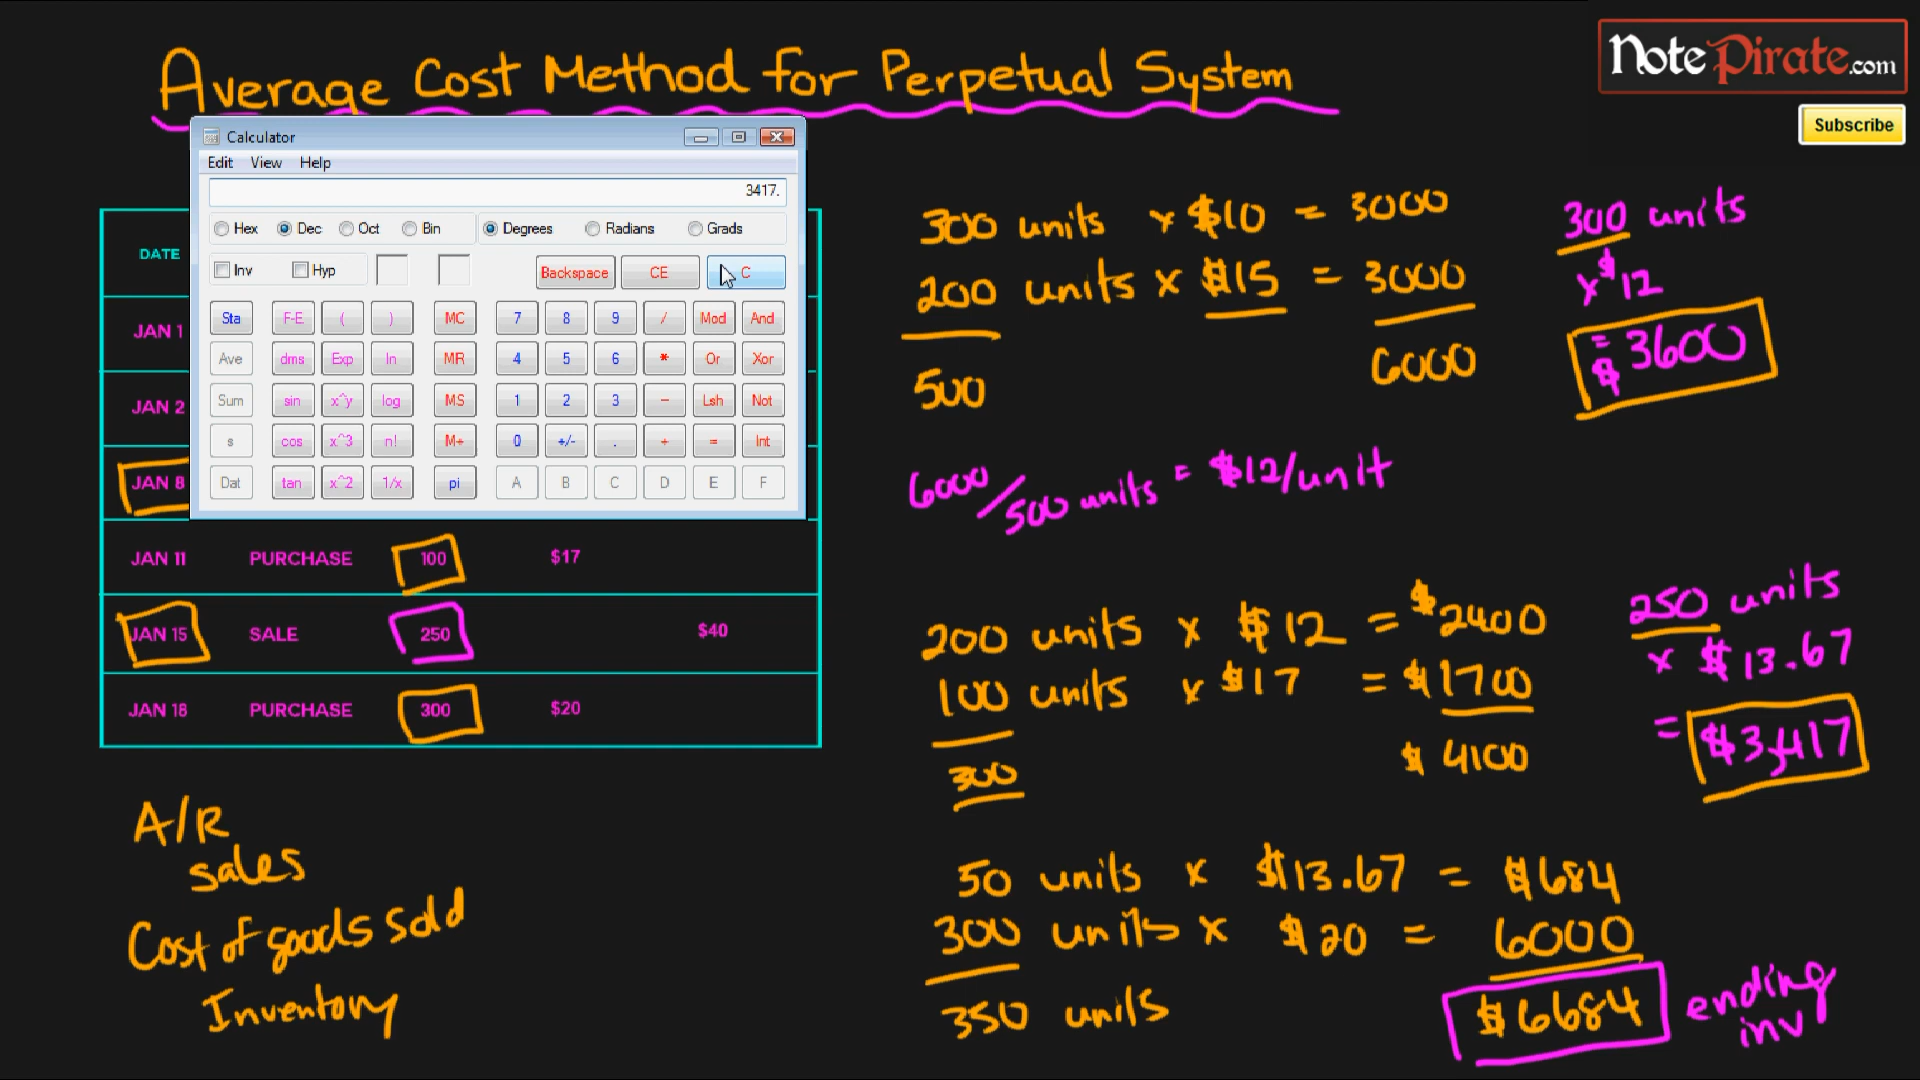 Average Cost Method for Perpetual System
NotePirate.com
Subscribe
Calculator
Edit View Help
3417.
Hex Dec Oct Bin Degrees Radians Grads
Inv Hyp Backspace CE C
Sta F-E ( ) MC 7 8 9 / Mod And
Ave dms Exp ln MR 4 5 6 * Or Xor
Sum sin x^y log MS 1 2 3 - Lsh Not
s cos x^3 n! M+ 0 +/- . + = Int
Dat tan x^2 1/x pi A B C D E F
DATE
JAN 1
JAN 2
JAN 8
JAN 11 PURCHASE 100 $17
JAN 15 SALE 250 $40
JAN 18 PURCHASE 300 $20
A/R
sales
Cost of goods sold
Inventory
300 units x $10 = 3000
200 units x $15 = 3000
500 6000
6000/500 units = $12/unit
300 units
x $12
= $3600
200 units x $12 = $2400
100 units x $17 = $1700
300 $4100
250 units
x $13.67
= $3,417
50 units x $13.67 = $684
300 units x $20 = 6000
350 units $6684
ending
inv